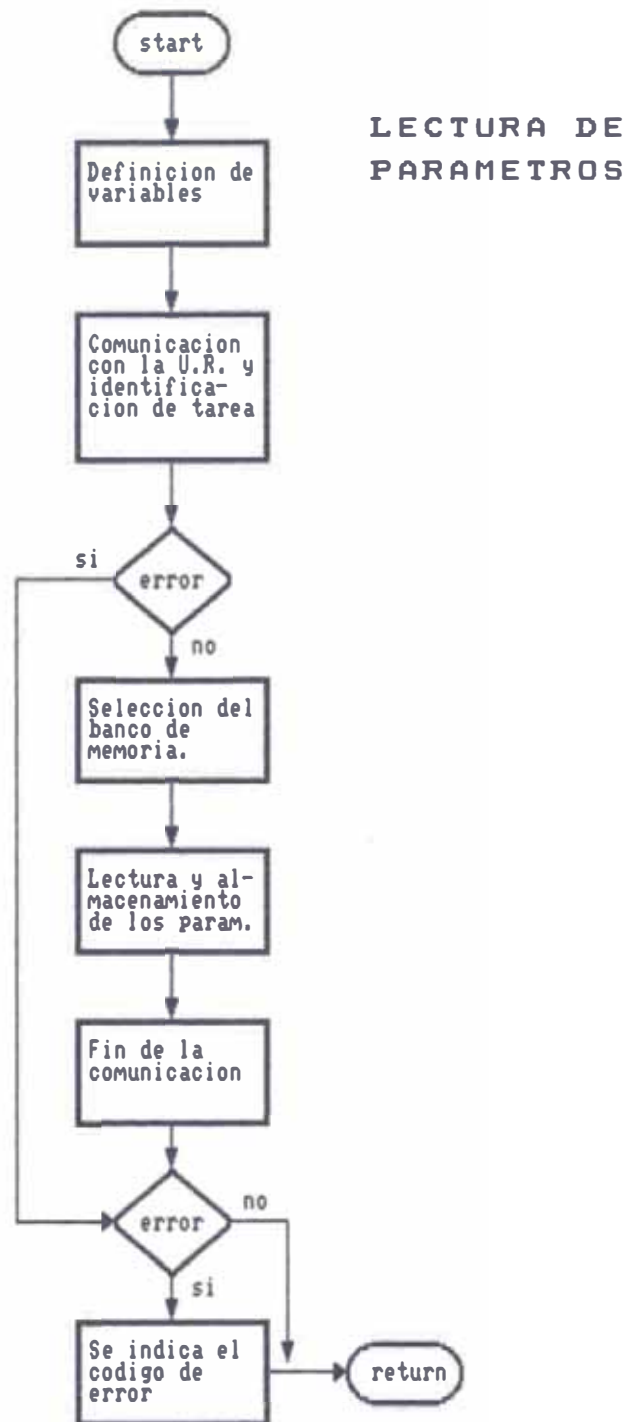 start
LECTURA DE
PARAMETROS
Definicion de
variables
Comunicacion
con la U.R. y
identifica-
cion de tarea
si
error
no
Seleccion del
banco de
memoria.
Lectura y al-
macenamiento
de los param.
Fin de la
comunicacion
no
error
si
Se indica el
codigo de
error
return